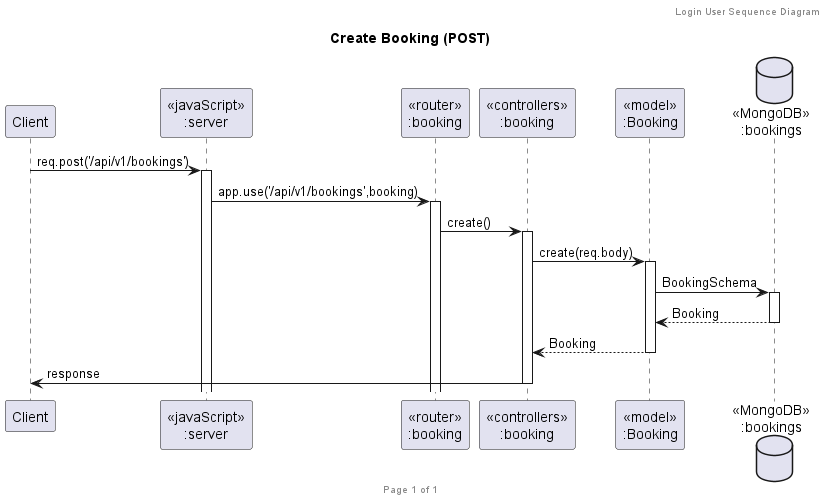 Login User Sequence Diagram
Create Booking (POST)
Client
«javaScript»
:server
«router»
:booking
«controllers»
:booking
«model»
:Booking
«MongoDB»
:bookings
req.post('/api/v1/bookings')
app.use('/api/v1/bookings',booking)
create()
create(req.body)
BookingSchema
Booking
Booking
response
Client
«javaScript»
:server
«router»
:booking
«controllers»
:booking
«model»
:Booking
«MongoDB»
:bookings
Page 1 of 1